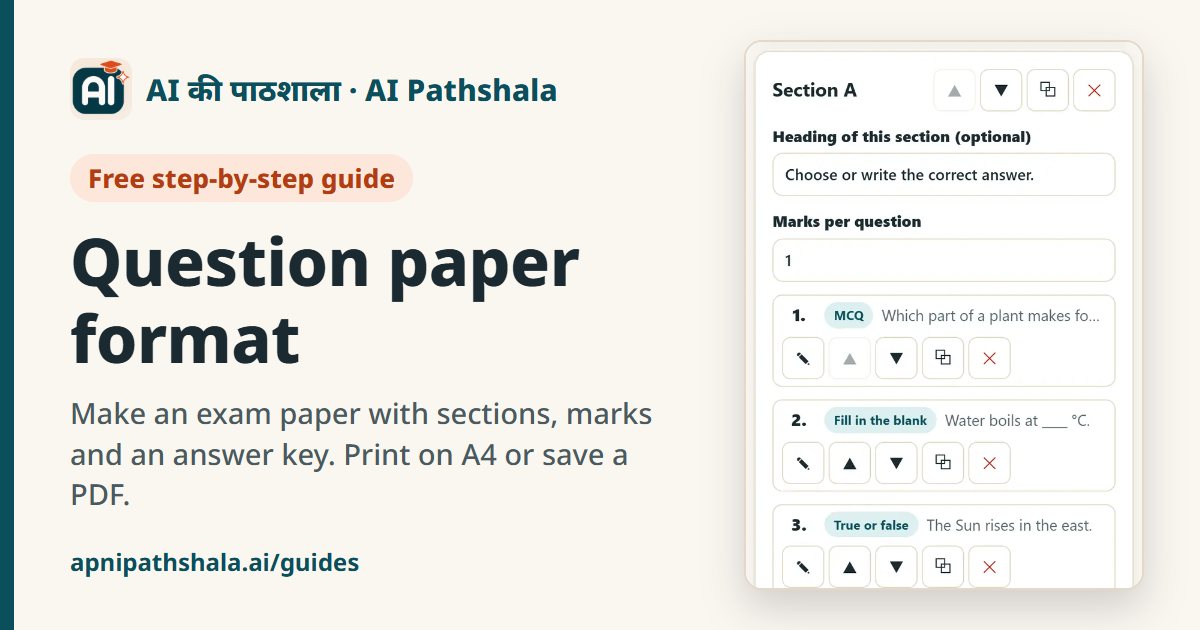 AI
AI की पाठशाला · AI Pathshala
Free step-by-step guide
Question paper
format
Make an exam paper with sections, marks
and an answer key. Print on A4 or save a
PDF.
apnipathshala.ai/guides
Section A
Heading of this section (optional)
Choose or write the correct answer.
Marks per question
1
1. MCQ Which part of a plant makes fo...
2. Fill in the blank Water boils at ___ °C.
3. True or false The Sun rises in the east.